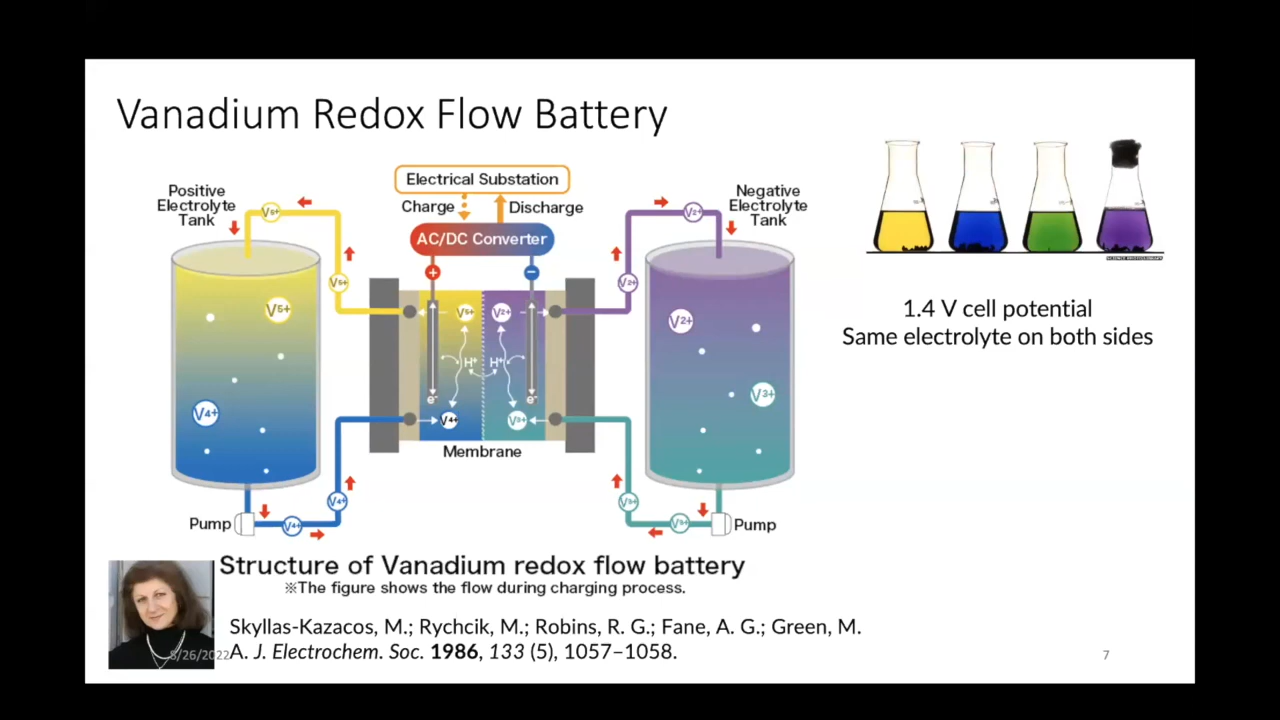 Vanadium Redox Flow Battery
Electrical Substation
Charge
Discharge
AC/DC Converter
+
−
Positive
Electrolyte
Tank
Negative
Electrolyte
Tank
V5+
V5+
V5+
V4+
V4+
V4+
V5+
V2+
H+
H+
e-
e-
V4+
V3+
Membrane
V2+
V2+
V2+
V3+
V3+
V3+
Pump
Pump
Structure of Vanadium redox flow battery
※The figure shows the flow during charging process.
1.4 V cell potential
Same electrolyte on both sides
Skyllas-Kazacos, M.; Rychcik, M.; Robins, R. G.; Fane, A. G.; Green, M.
A. J. Electrochem. Soc. 1986, 133 (5), 1057–1058.
8/26/2022
7